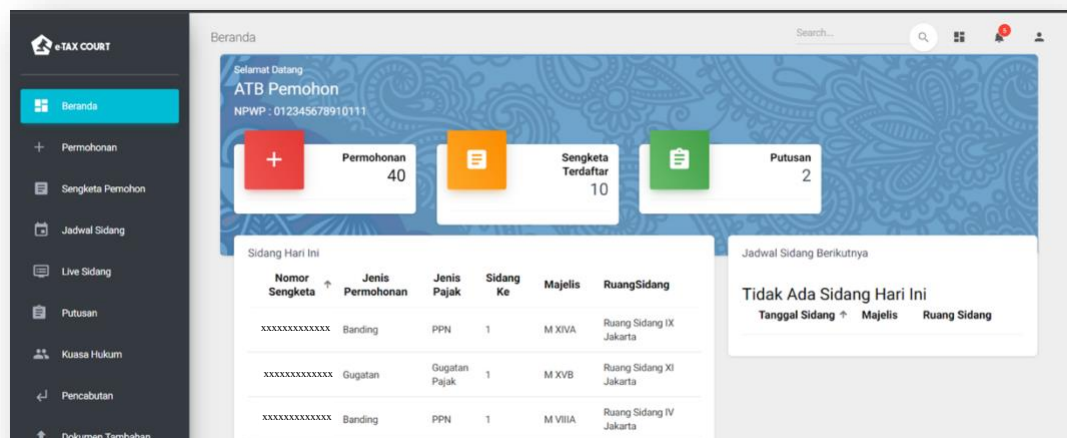 e-TAX COURT
Beranda
Permohonan
Sengketa Pemohon
Jadwal Sidang
Live Sidang
Putusan
Kuasa Hukum
Pencabutan
Dokumen Tambahan
Beranda
Search...
5
Selamat Datang
ATB Pemohon
NPWP : 012345678910111
Permohonan
40
Sengketa
Terdaftar
10
Putusan
2
Sidang Hari Ini
Nomor Sengketa ↑ Jenis Permohonan Jenis Pajak Sidang Ke Majelis RuangSidang
xxxxxxxxxxxxx Banding PPN 1 M XIVA Ruang Sidang IX Jakarta
xxxxxxxxxxxxx Gugatan Gugatan Pajak 1 M XVB Ruang Sidang XI Jakarta
xxxxxxxxxxxxx Banding PPN 1 M VIIIA Ruang Sidang IV Jakarta
Jadwal Sidang Berikutnya
Tidak Ada Sidang Hari Ini
Tanggal Sidang ↑ Majelis Ruang Sidang